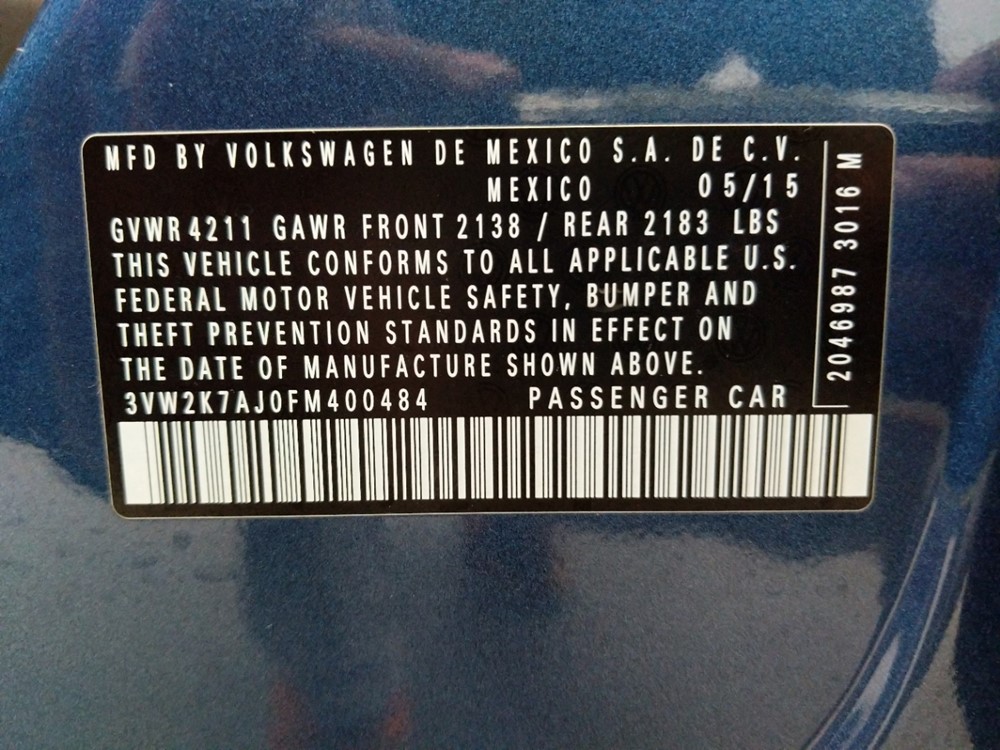 MFD BY VOLKSWAGEN DE MEXICO S.A. DE C.V.
MEXICO 05/15
GVWR 4211 GAWR FRONT 2138 / REAR 2183 LBS
THIS VEHICLE CONFORMS TO ALL APPLICABLE U.S.
FEDERAL MOTOR VEHICLE SAFETY, BUMPER AND
THEFT PREVENTION STANDARDS IN EFFECT ON
THE DATE OF MANUFACTURE SHOWN ABOVE.
3VW2K7AJ0FM400484 PASSENGER CAR
2046987 3016 M